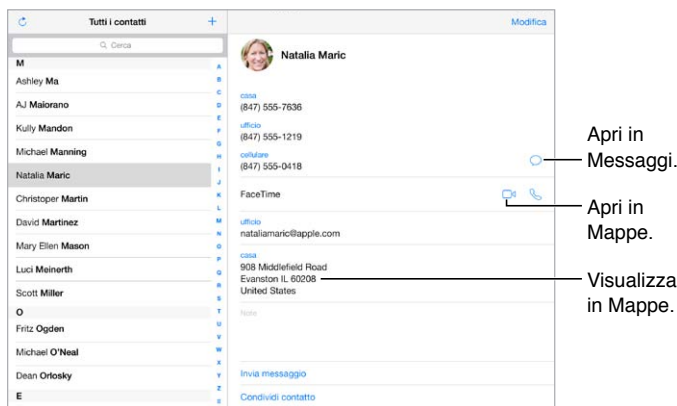 Tutti i contatti
+
Cerca
M
Ashley Ma
AJ Maiorano
Kully Mandon
Michael Manning
Natalia Maric
Christoper Martin
David Martinez
Mary Ellen Mason
Luci Meinerth
Scott Miller
O
Fritz Ogden
Michael O'Neal
Dean Orlosky
E
A
B
C
D
E
F
G
H
I
J
K
L
M
N
O
P
Q
R
S
T
U
V
W
X
Y
Z
#
Modifica
Natalia Maric
casa
(847) 555-7636
ufficio
(847) 555-1219
cellulare
(847) 555-0418
FaceTime
ufficio
nataliamaric@apple.com
casa
908 Middlefield Road
Evanston IL 60208
United States
Note
Invia messaggio
Condividi contatto
Apri in
Messaggi.
Apri in
Mappe.
Visualizza
in Mappe.